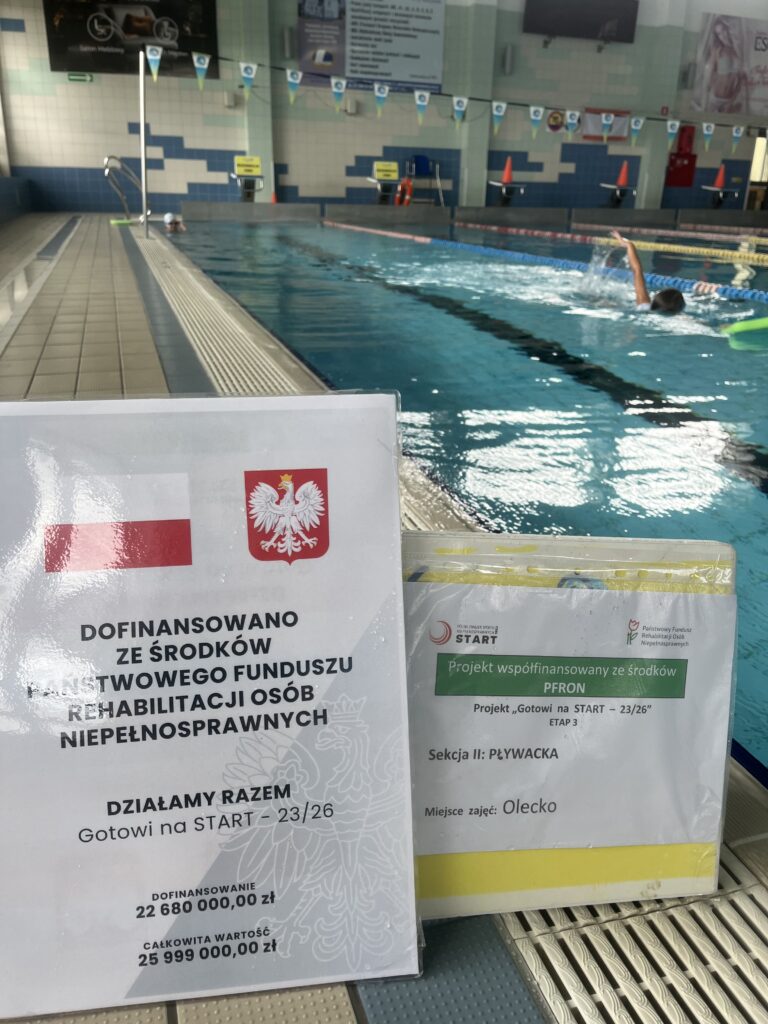 DOFINANSOWANO
ZE ŚRODKÓW
PAŃSTWOWEGO FUNDUSZU
REHABILITACJI OSÓB
NIEPEŁNOSPRAWNYCH
DZIAŁAMY RAZEM
Gotowi na START - 23/26
DOFINANSOWANIE
22 680 000,00 zł
CAŁKOWITA WARTOŚĆ
25 999 000,00 zł
START
Państwowy Fundusz
Rehabilitacji Osób
Niepełnosprawnych
Projekt współfinansowany ze środków
PFRON
Projekt „Gotowi na START – 23/26"
ETAP 3
Sekcja II: PŁYWACKA
Miejsce zajęć: Olecko